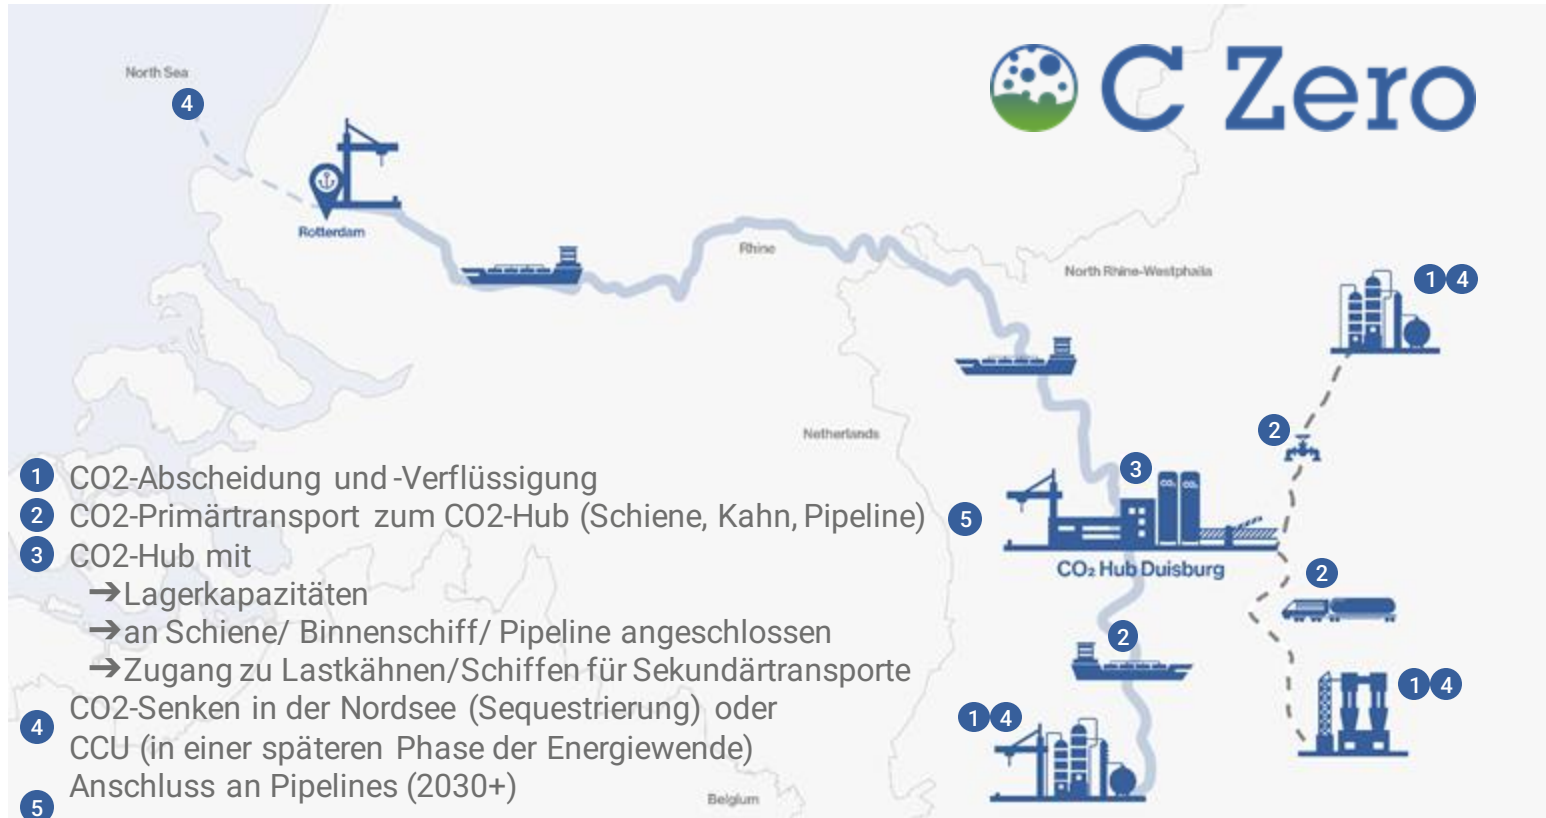 C Zero
North Sea
4
Rotterdam
Rhine
North Rhine-Westphalia
1 4
Netherlands
2
3
CO₂ CO₂
5
CO₂ Hub Duisburg
2
2
1 4
1 4
Belgium
1 CO2-Abscheidung und -Verflüssigung
2 CO2-Primärtransport zum CO2-Hub (Schiene, Kahn, Pipeline)
3 CO2-Hub mit
➔Lagerkapazitäten
➔an Schiene/ Binnenschiff/ Pipeline angeschlossen
➔Zugang zu Lastkähnen/Schiffen für Sekundärtransporte
4 CO2-Senken in der Nordsee (Sequestrierung) oder
CCU (in einer späteren Phase der Energiewende)
5 Anschluss an Pipelines (2030+)